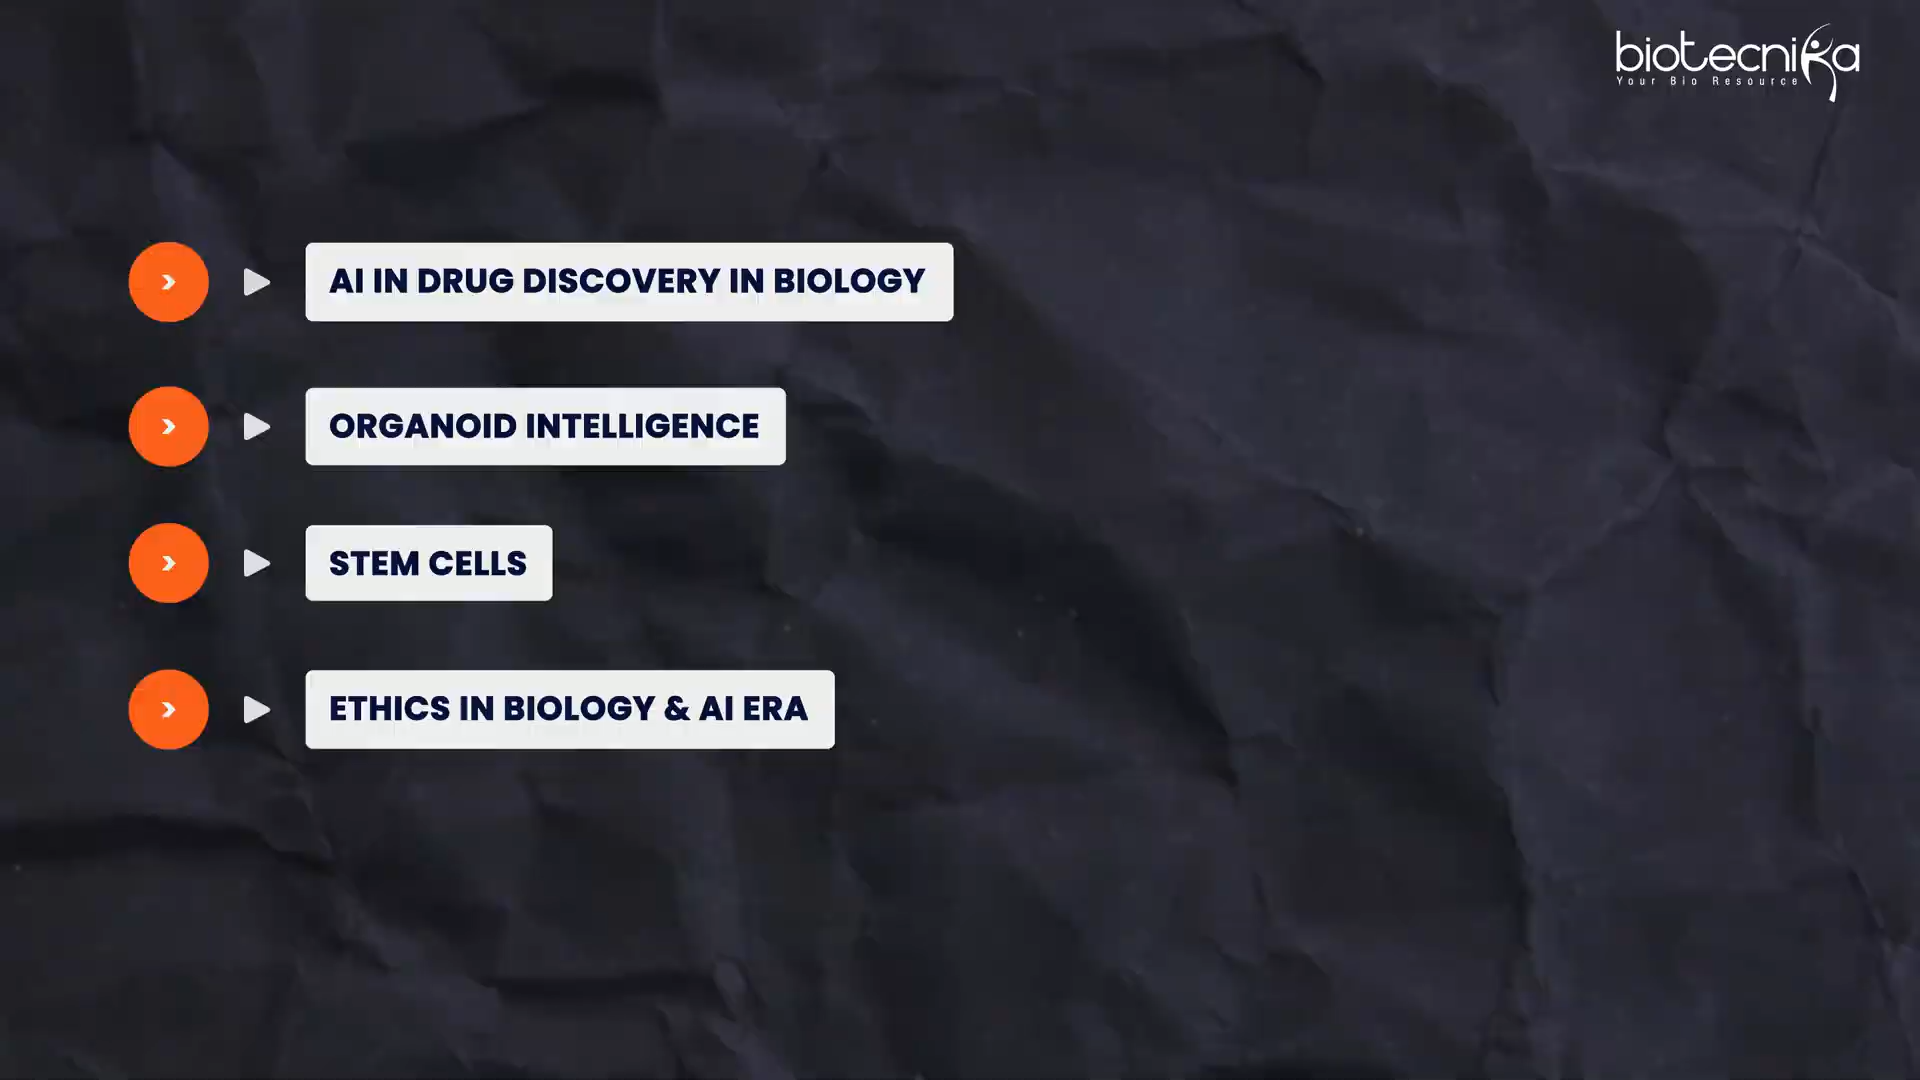 biotecnika
Your Bio Resource
AI IN DRUG DISCOVERY IN BIOLOGY
ORGANOID INTELLIGENCE
STEM CELLS
ETHICS IN BIOLOGY & AI ERA